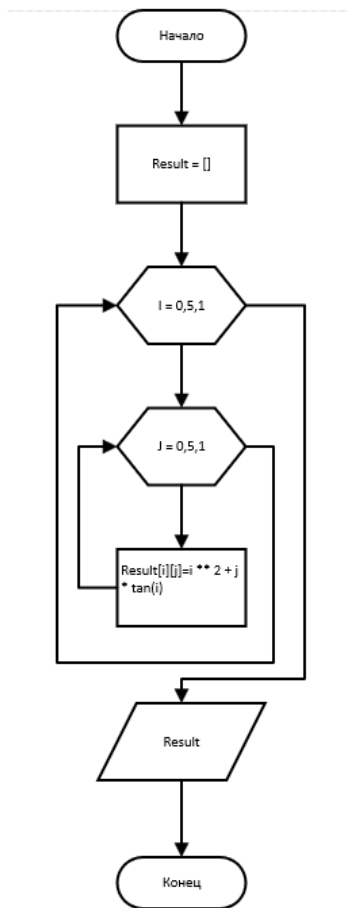 Начало
Result = []
I = 0,5,1
J = 0,5,1
Result[i][j]=i ** 2 + j
* tan(i)
Result
Конец